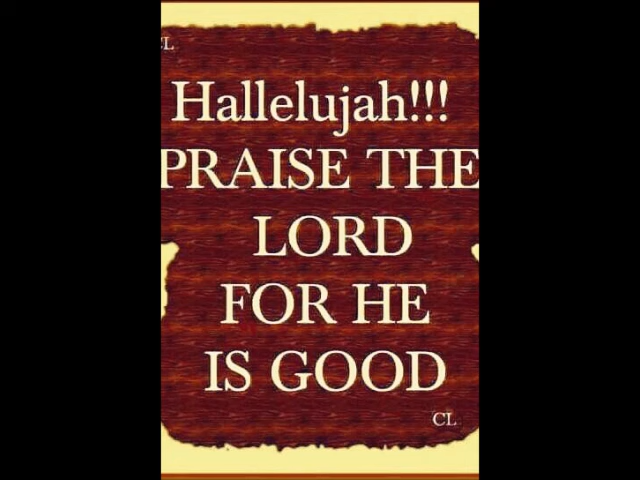 CL
Hallelujah!!!
PRAISE THE
LORD
FOR HE
IS GOOD
CL